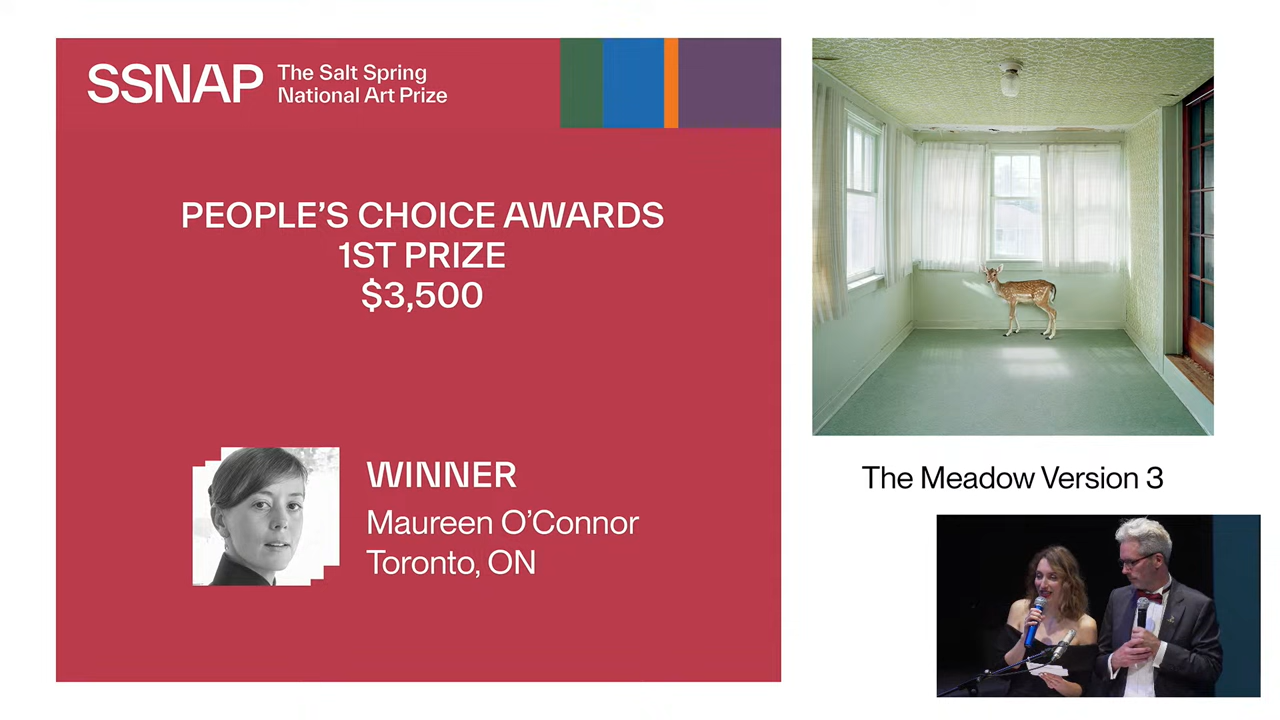 SSNAP
The Salt Spring
National Art Prize
PEOPLE'S CHOICE AWARDS
1ST PRIZE
$3,500
WINNER
Maureen O'Connor
Toronto, ON
The Meadow Version 3